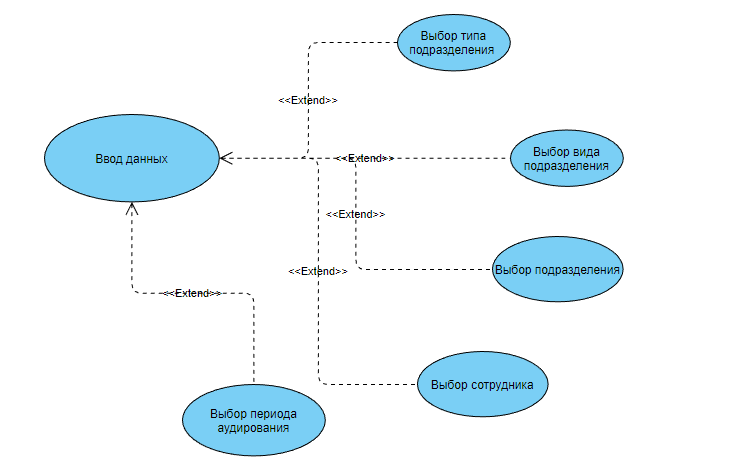 Выбор типа
подразделения
<<Extend>>
Ввод данных
<<Extend>>
Выбор вида
подразделения
<<Extend>>
<<Extend>>
Выбор подразделения
<<Extend>>
Выбор сотрудника
Выбор периода
аудирования